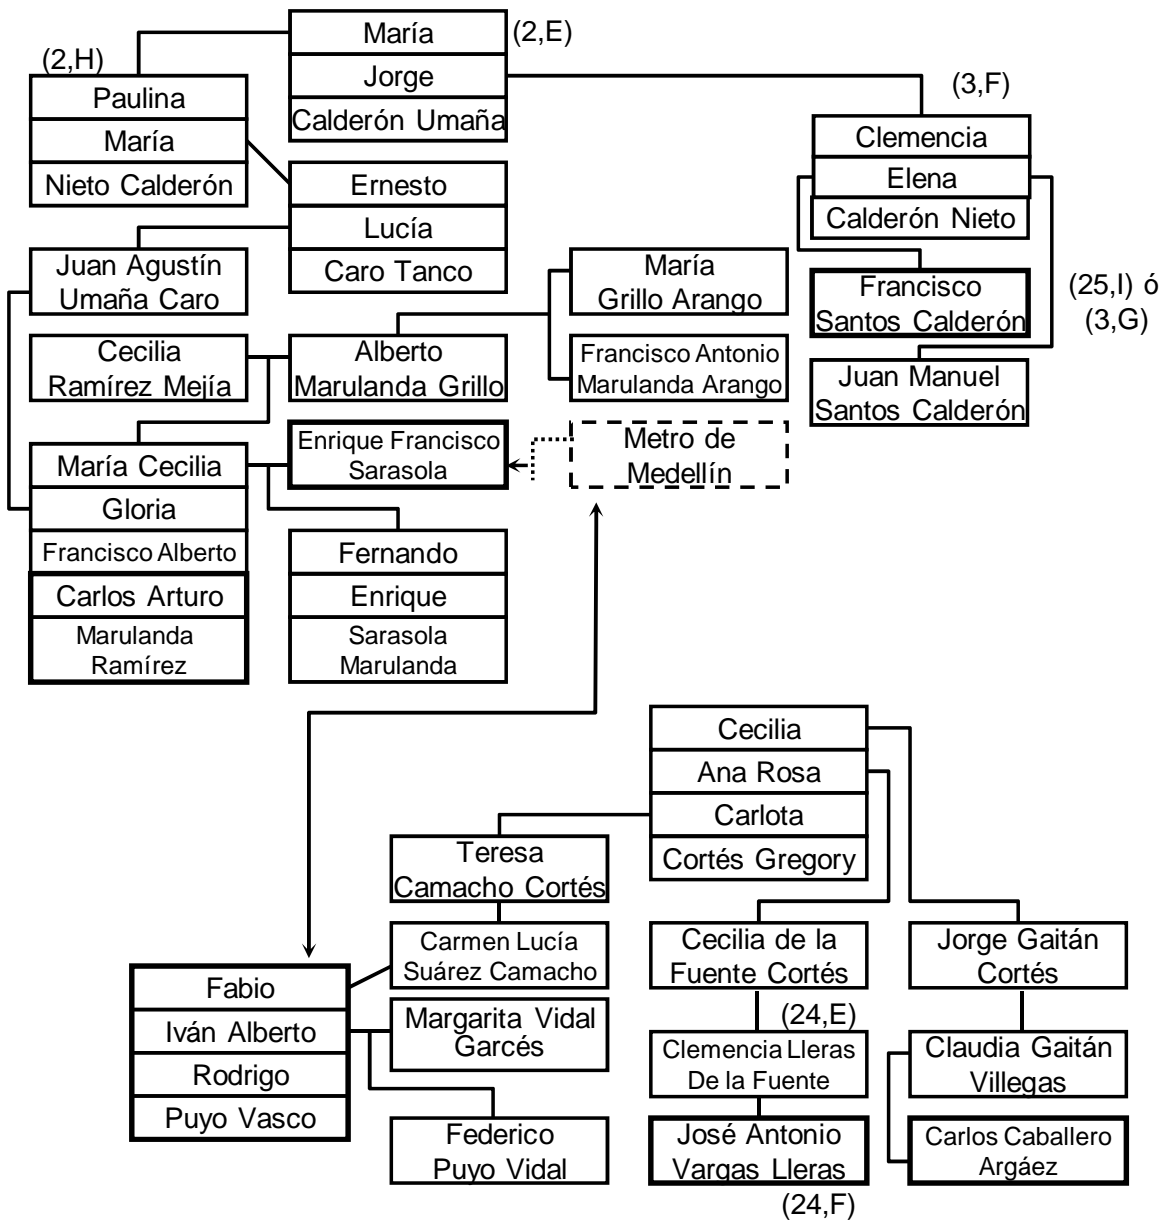 María
(2,E)
(2,H)
Jorge
(3,F)
Paulina
Calderón Umaña
Clemencia
María
Elena
Nieto Calderón
Ernesto
Calderón Nieto
Lucía
Juan Agustín
Umaña Caro
Caro Tanco
María
Grillo Arango
Francisco
Santos Calderón
(25,I) ó
(3,G)
Cecilia
Ramírez Mejía
Alberto
Marulanda Grillo
Francisco Antonio
Marulanda Arango
Juan Manuel
Santos Calderón
María Cecilia
Enrique Francisco
Sarasola
Metro de
Medellín
Gloria
Francisco Alberto
Fernando
Carlos Arturo
Enrique
Marulanda
Ramírez
Sarasola
Marulanda
Cecilia
Ana Rosa
Carlota
Cortés Gregory
Teresa
Camacho Cortés
Carmen Lucía
Suárez Camacho
Cecilia de la
Fuente Cortés
Jorge Gaitán
Cortés
Fabio
Iván Alberto
Rodrigo
Puyo Vasco
Margarita Vidal
Garcés
(24,E)
Clemencia Lleras
De la Fuente
Claudia Gaitán
Villegas
Federico
Puyo Vidal
José Antonio
Vargas Lleras
Carlos Caballero
Argáez
(24,F)